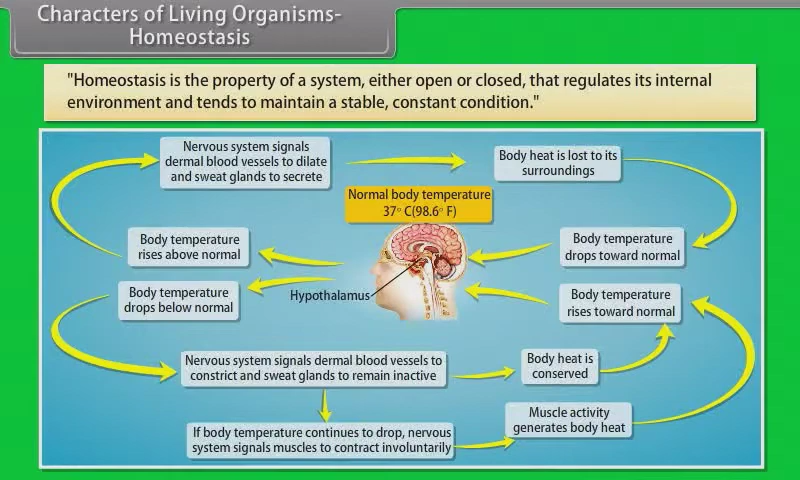 Characters of Living Organisms-
Homeostasis
"Homeostasis is the property of a system, either open or closed, that regulates its internal
environment and tends to maintain a stable, constant condition."
Nervous system signals
dermal blood vessels to dilate
and sweat glands to secrete
Body heat is lost to its
surroundings
Normal body temperature
37° C(98.6° F)
Body temperature
rises above normal
Body temperature
drops toward normal
Body temperature
drops below normal
Hypothalamus
Body temperature
rises toward normal
Nervous system signals dermal blood vessels to
constrict and sweat glands to remain inactive
Body heat is
conserved
If body temperature continues to drop, nervous
system signals muscles to contract involuntarily
Muscle activity
generates body heat